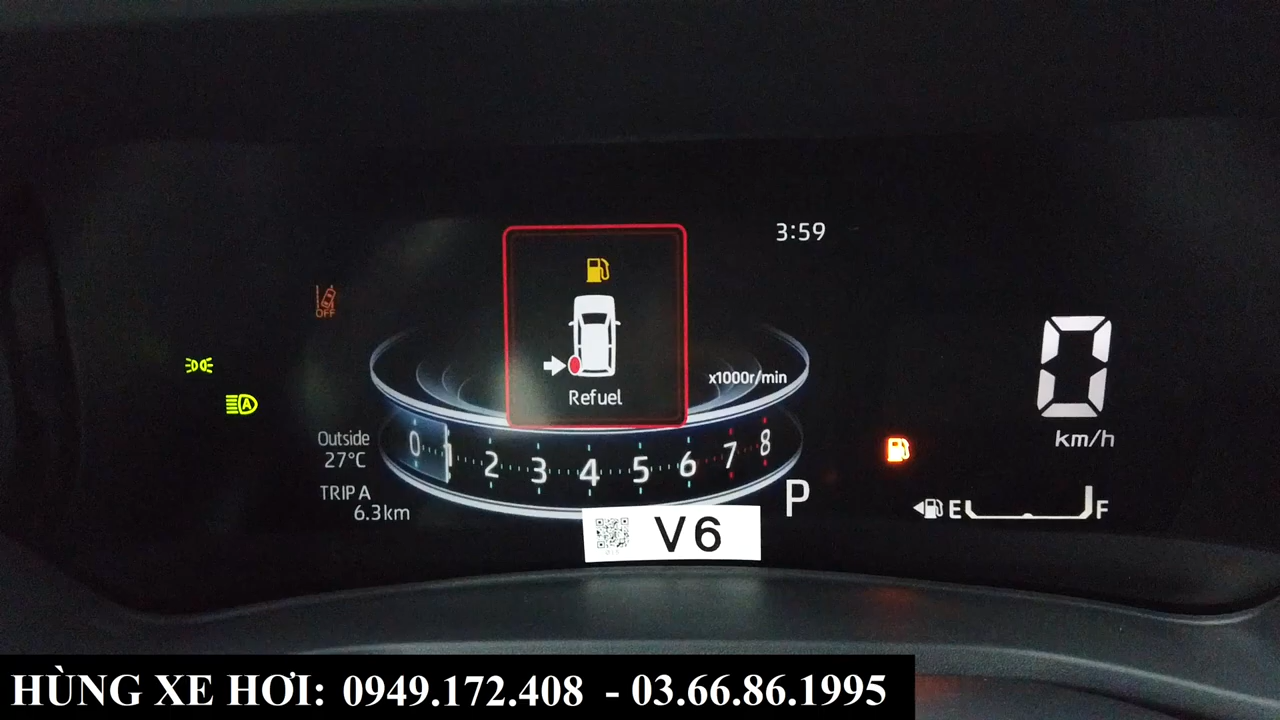 3:59
OFF
A
x1000r/min
Refuel
0 1 2 3 4 5 6 7 8
0
km/h
Outside
27°C
TRIP A
6.3km
P
E F
V6
HÙNG XE HƠI: 0949.172.408 - 03.66.86.1995